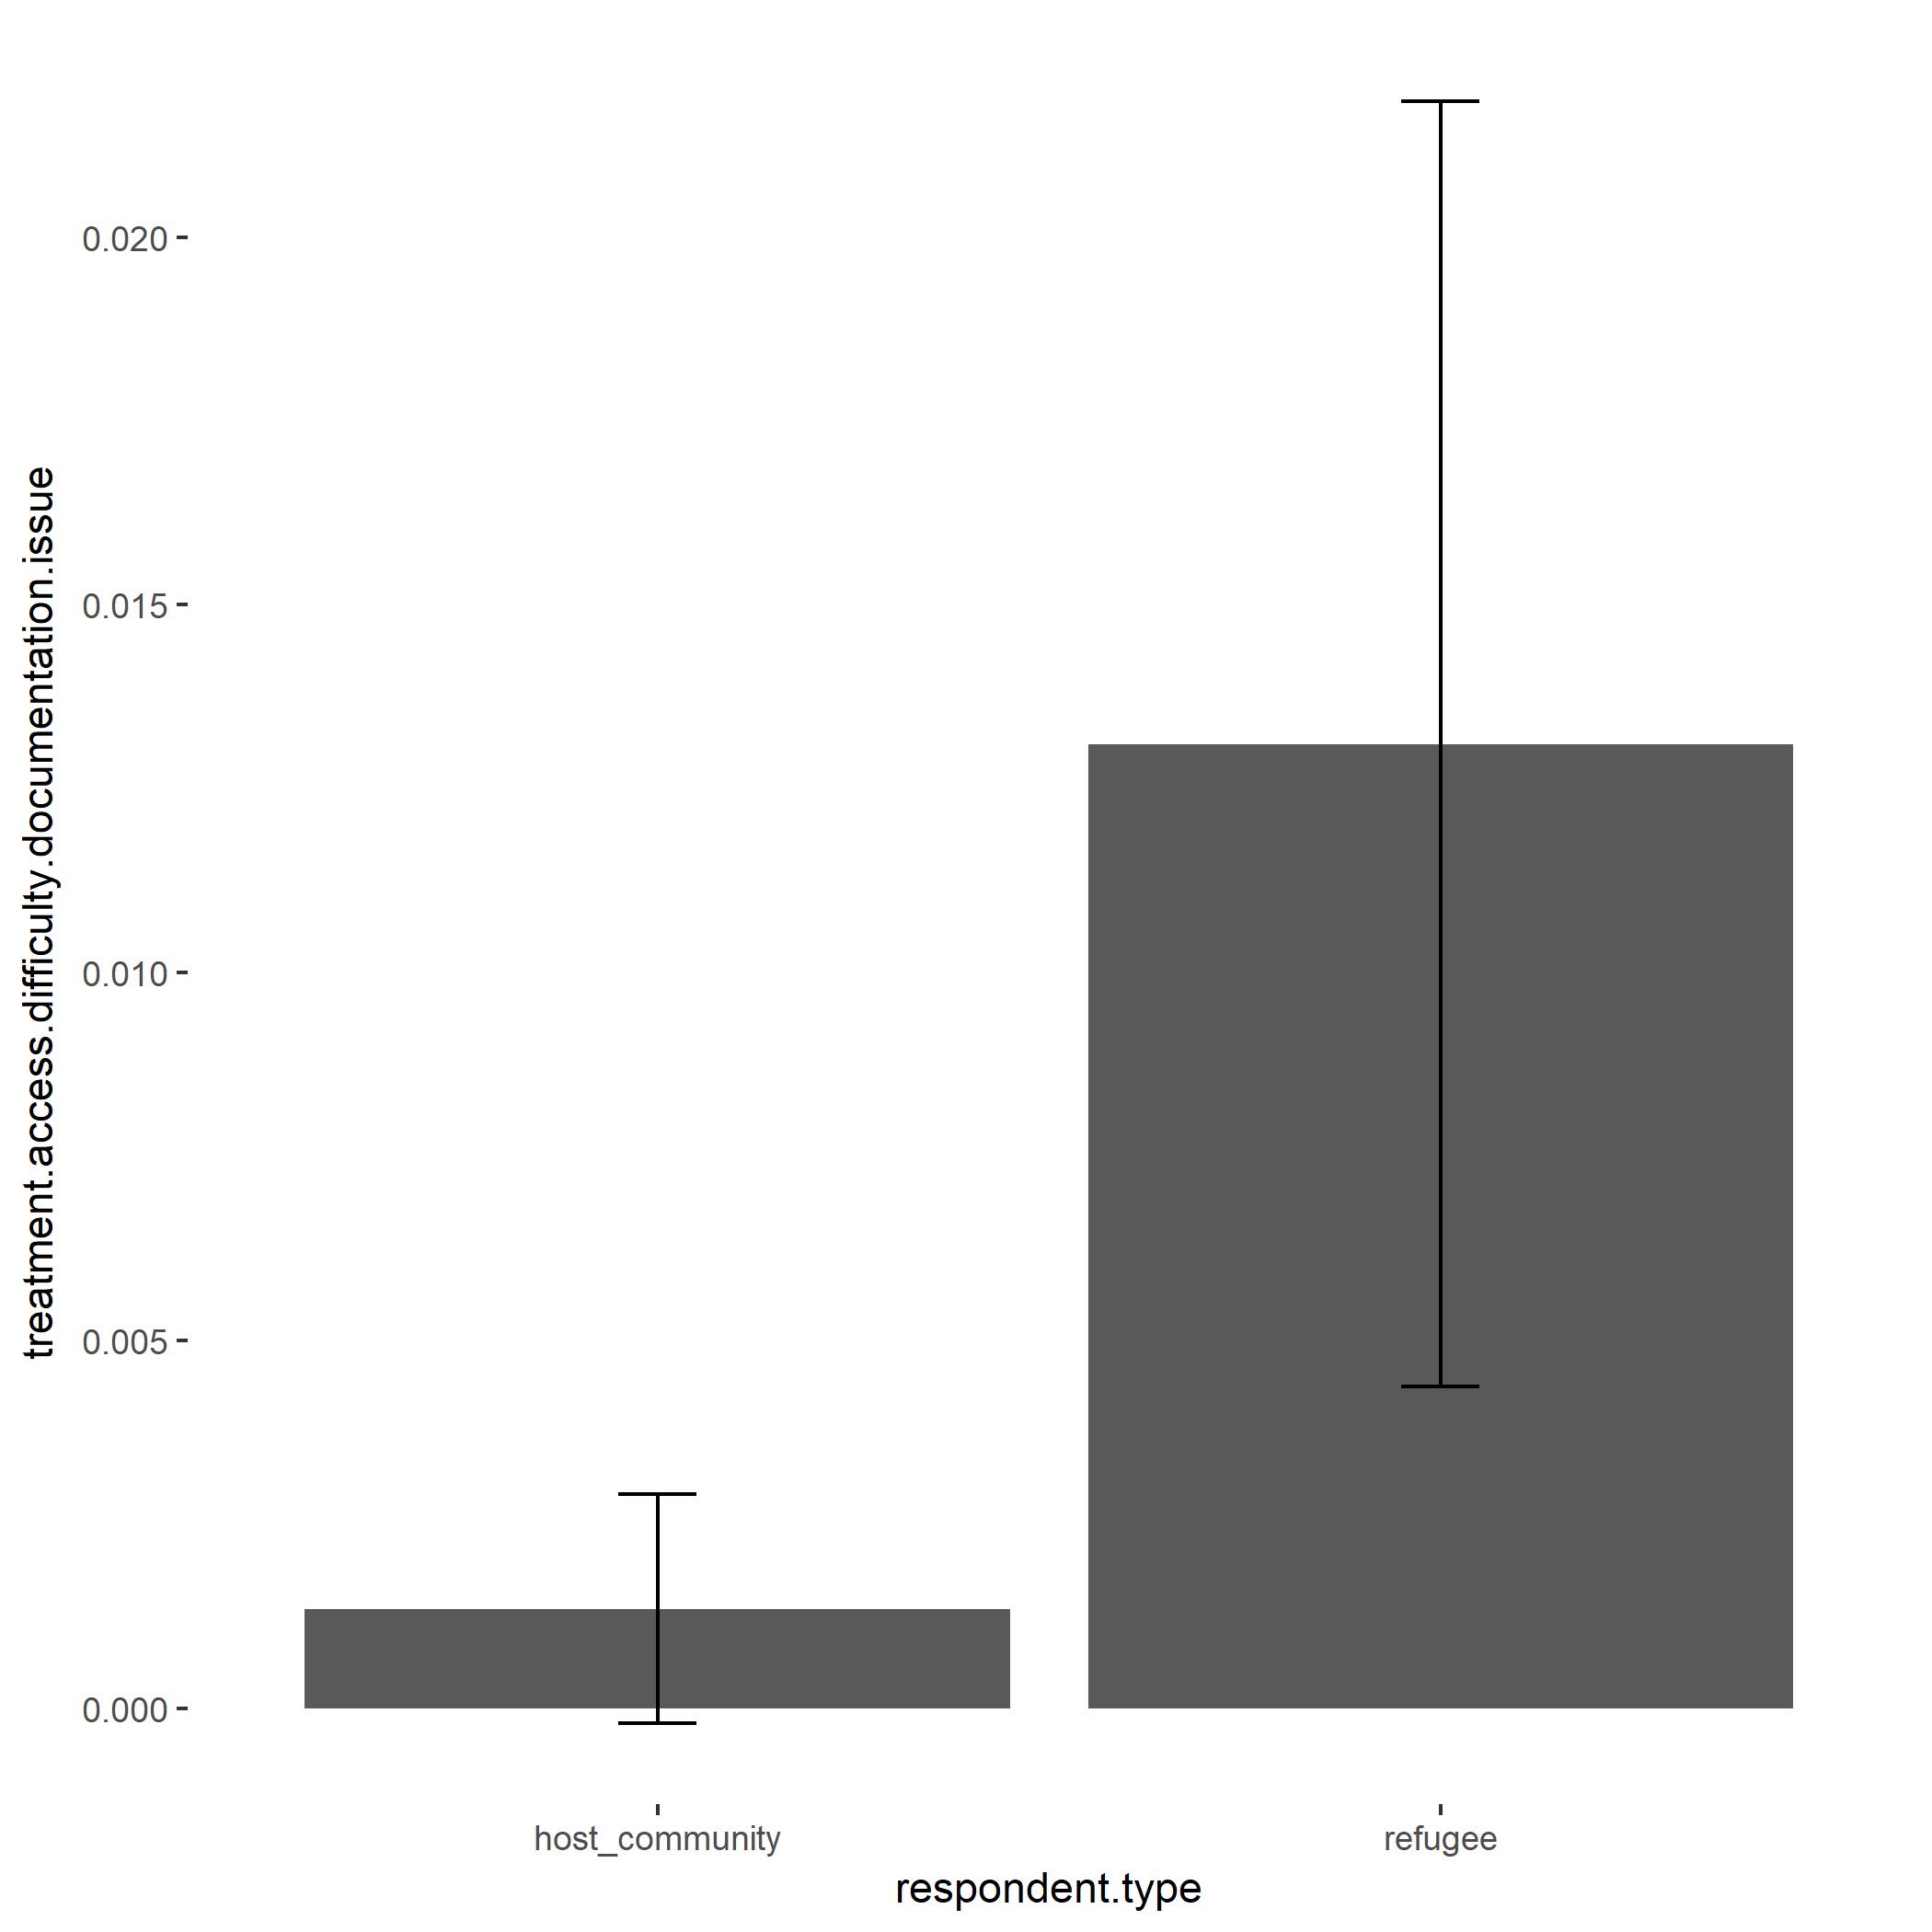 treatment.access.difficulty.documentation.issue
0.020
0.015
0.010
0.005
0.000
host_community
refugee
respondent.type